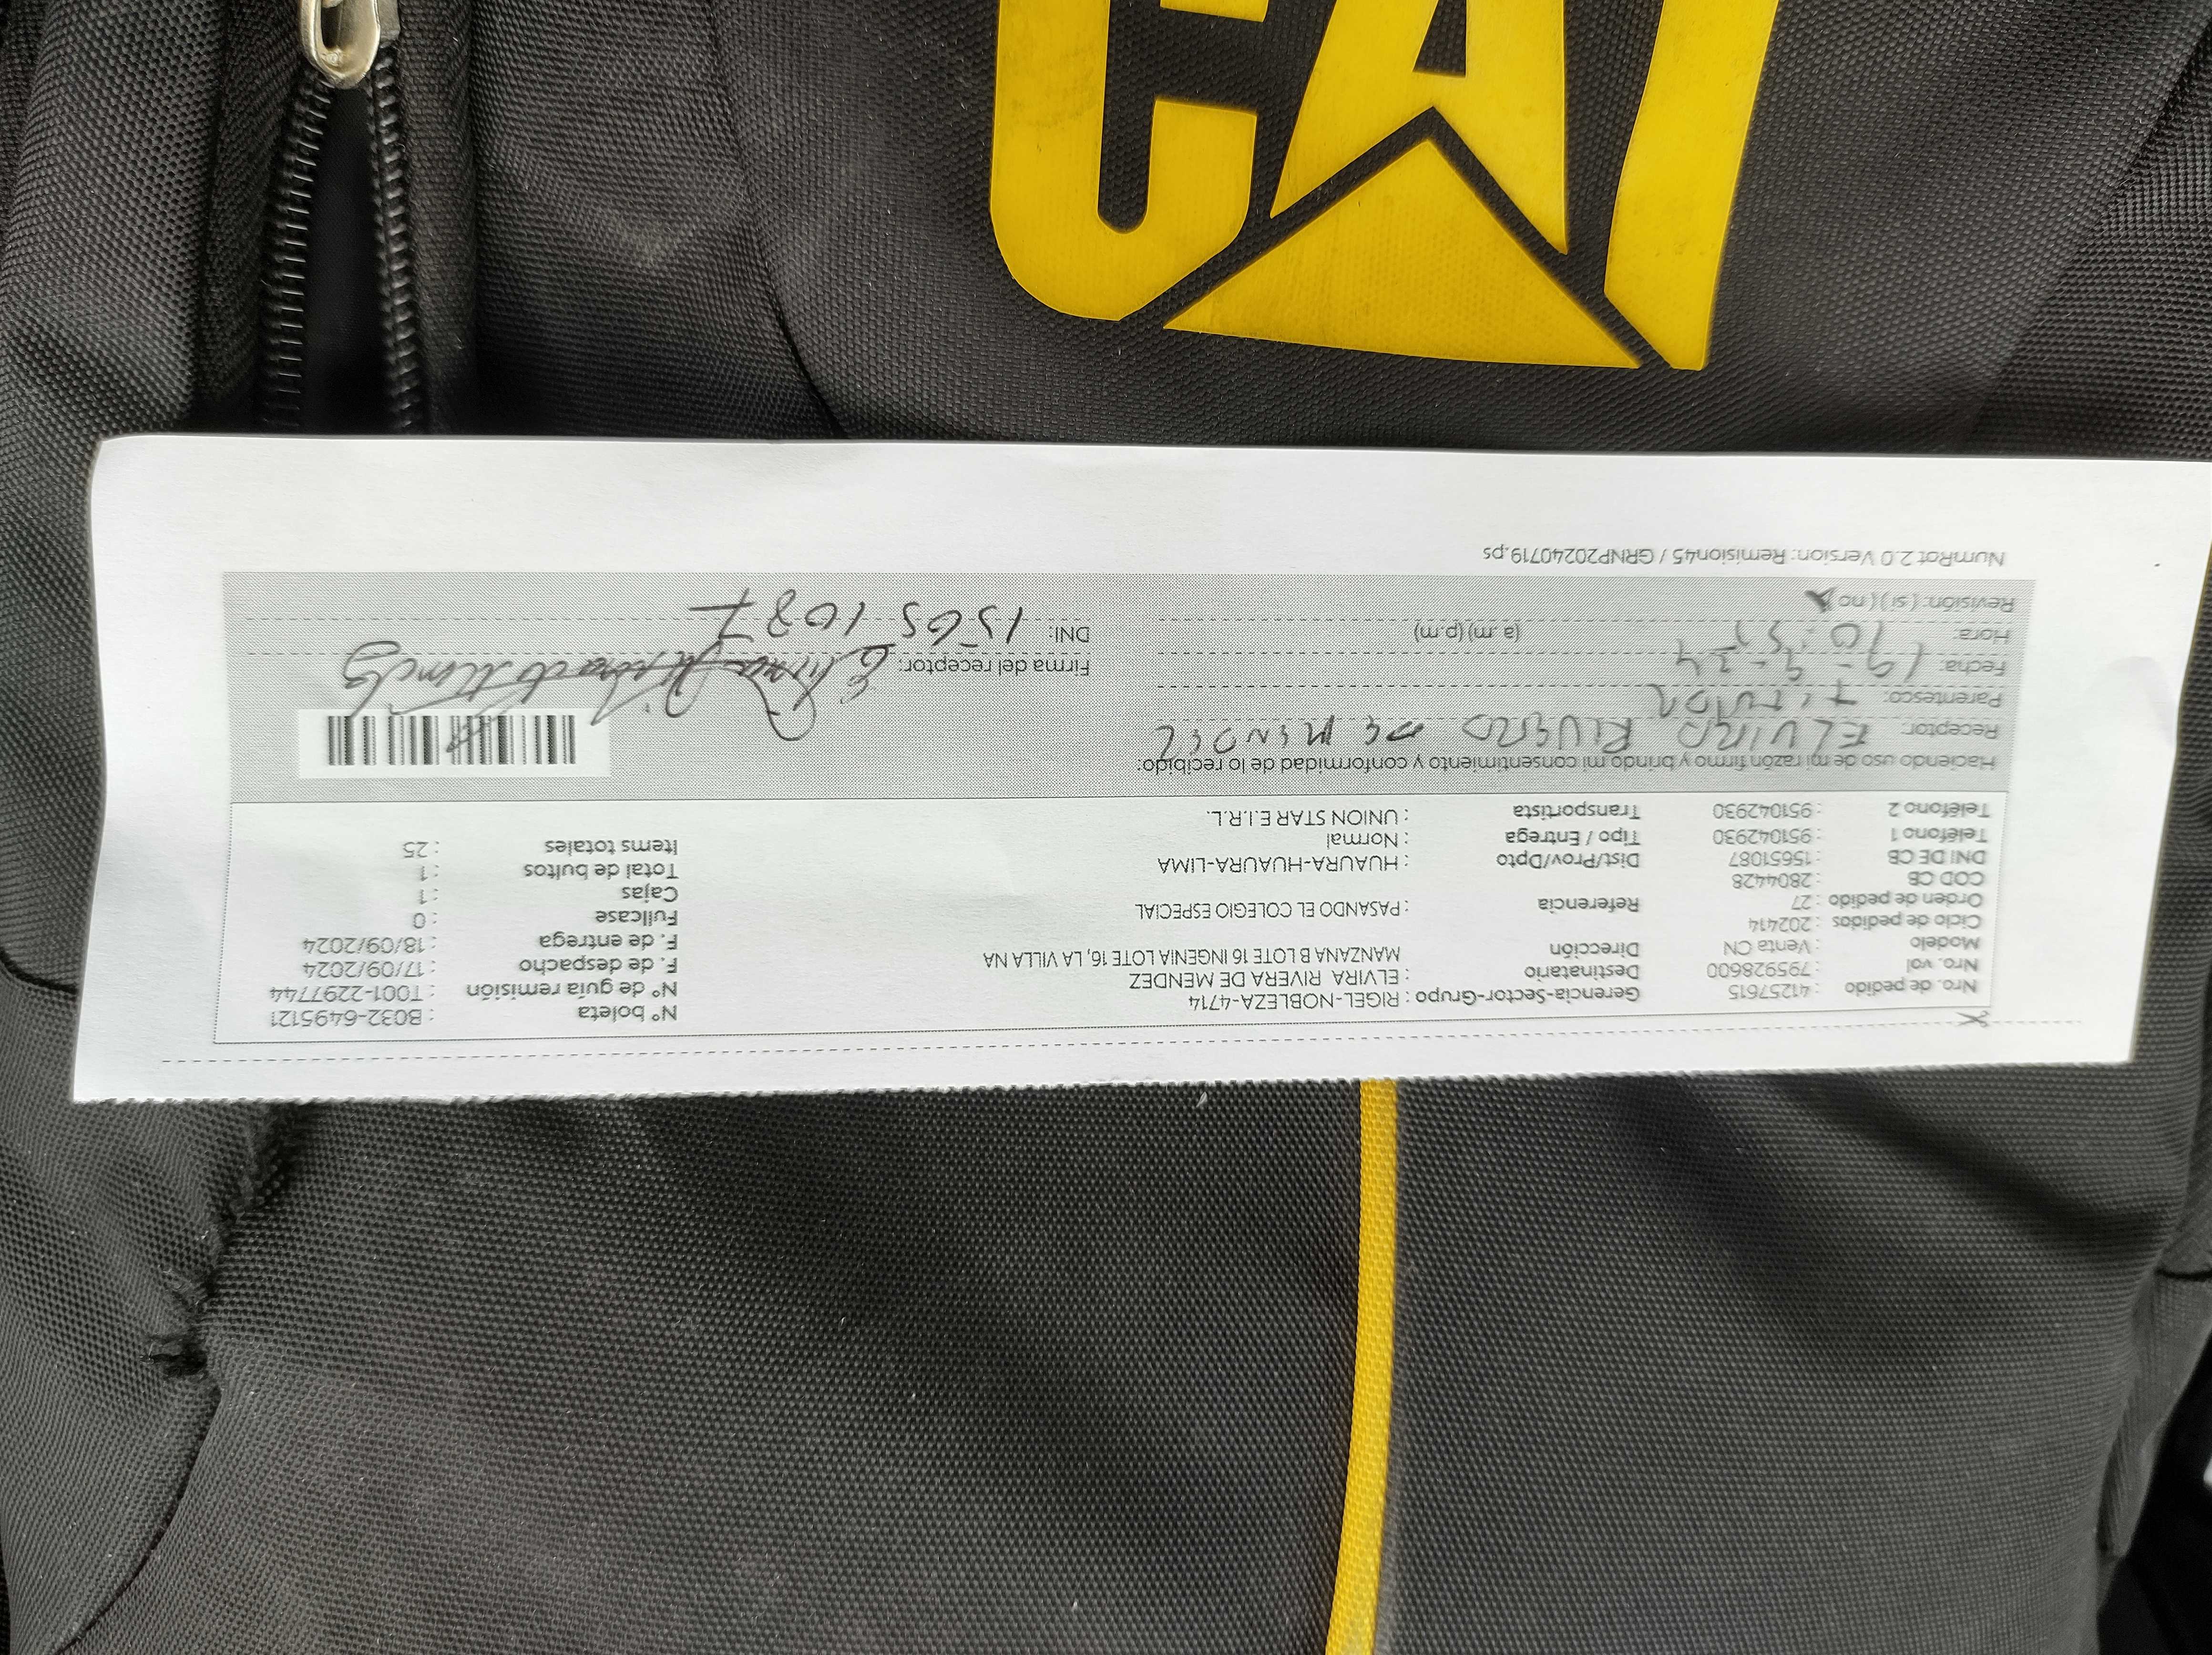 CAT
Nro. de pedido : 41257615 Gerencia-Sector-Grupo : RIGEL-NOBLEZA-4714 N° boleta : B032-6495121
Nro. vol : 795928600 Destinatario : ELVIRA RIVERA DE MENDEZ N° de guía remisión : T001-2297744
Modelo : Venta CN Dirección MANZANA B LOTE 16 INGENIA LOTE 16, LA VILLA NA F. de despacho : 17/09/2024
Ciclo de pedidos : 202414 F. de entrega : 18/09/2024
Orden de pedido : 27 Referencia : PASANDO EL COLEGIO ESPECIAL Fullcase : 0
COD CB : 2804428 Cajas : 1
DNI DE CB : 15651087 Dist/Prov/Dpto : HUAURA-HUAURA-LIMA Total de bultos : 1
Teléfono 1 : 951042930 Tipo / Entrega : Normal Items totales : 25
Teléfono 2 : 951042930 Transportista : UNION STAR E.I.R.L.
Haciendo uso de mi razón firmo y brindo mi consentimiento y conformidad de lo recibido:
Receptor: ELVIRA RIVERA DE MENDEZ
Parentesco: TITULAR
Fecha: 19-9-24 Firma del receptor:
Hora: (a.m) (p.m) DNI: 15651087
Revisión: (si) (no)
NumRot 2.0 Version: Remision45 / GRNP20240719.ps